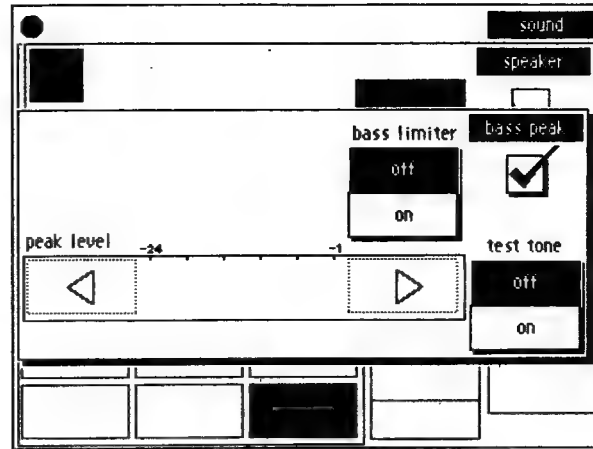 sound
speaker
bass limiter
bass peak
off
on
peak level
-24
-1
test tone
off
on